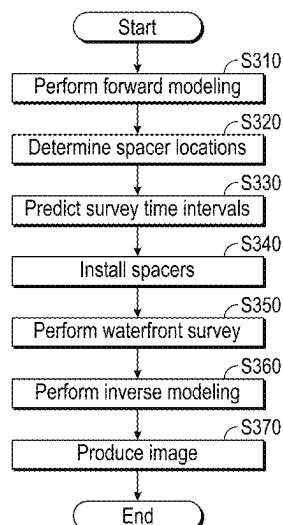 Start
S310
Perform forward modeling
S320
Determine spacer locations
S330
Predict survey time intervals
S340
Install spacers
S350
Perform waterfront survey
S360
Perform inverse modeling
S370
Produce image
End